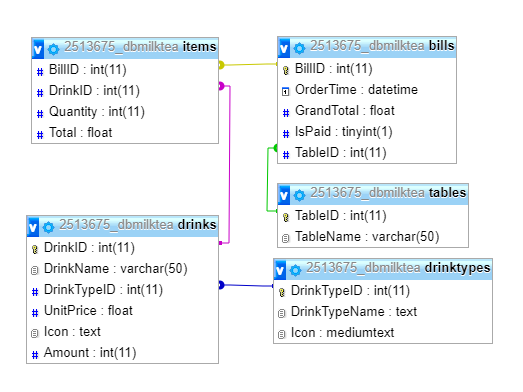 2513675_dbmilktea items
BillID : int(11)
DrinkID : int(11)
Quantity : int(11)
Total : float
2513675_dbmilktea bills
BillID : int(11)
OrderTime : datetime
GrandTotal : float
IsPaid : tinyint(1)
TableID : int(11)
2513675_dbmilktea tables
TableID : int(11)
TableName : varchar(50)
2513675_dbmilktea drinks
DrinkID : int(11)
DrinkName : varchar(50)
DrinkTypeID : int(11)
UnitPrice : float
Icon : text
Amount : int(11)
2513675_dbmilktea drinktypes
DrinkTypeID : int(11)
DrinkTypeName : text
Icon : mediumtext